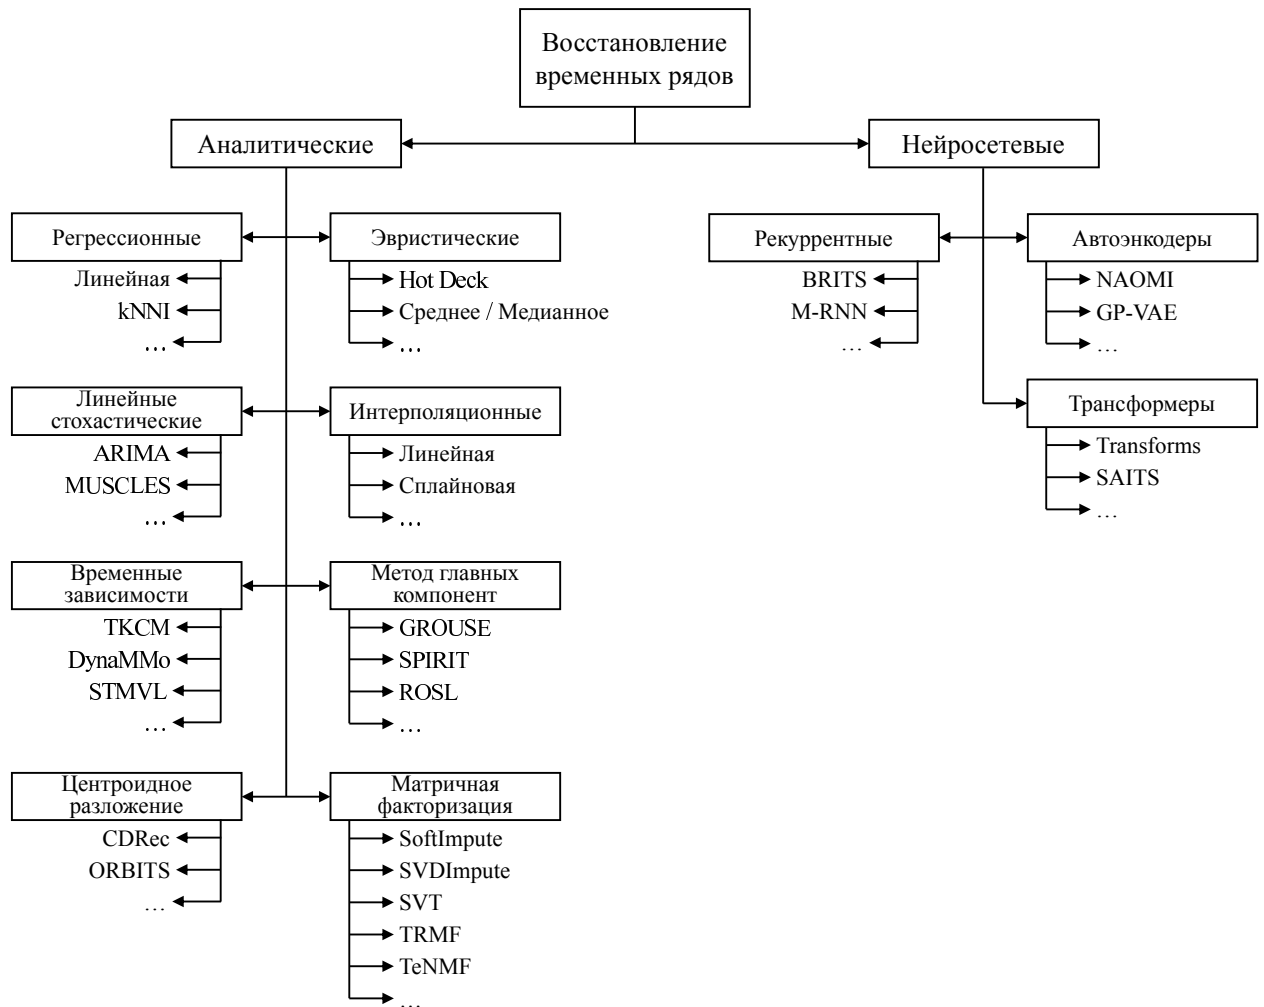 Восстановление
временных рядов
Аналитические
Нейросетевые
Регрессионные
Линейная
kNNI
...
Эвристические
Hot Deck
Среднее / Медианное
...
Линейные
стохастические
ARIMA
MUSCLES
...
Интерполяционные
Линейная
Сплайновая
...
Временные
зависимости
TKCM
DynaMMo
STMVL
...
Метод главных
компонент
GROUSE
SPIRIT
ROSL
...
Центроидное
разложение
CDRec
ORBITS
...
Матричная
факторизация
SoftImpute
SVDImpute
SVT
TRMF
TeNMF
...
Рекуррентные
BRITS
M-RNN
...
Автоэнкодеры
NAOMI
GP-VAE
...
Трансформеры
Transforms
SAITS
...